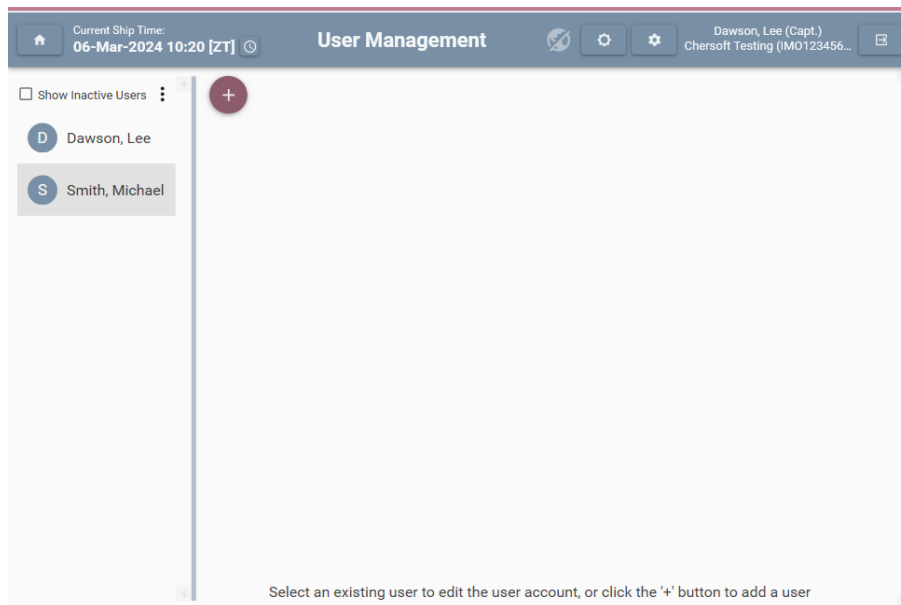 Current Ship Time:
06-Mar-2024 10:20 [ZT]
User Management
Dawson, Lee (Capt.)
Chersoft Testing (IMO123456...
Show Inactive Users
+
D Dawson, Lee
S Smith, Michael
Select an existing user to edit the user account, or click the '+' button to add a user